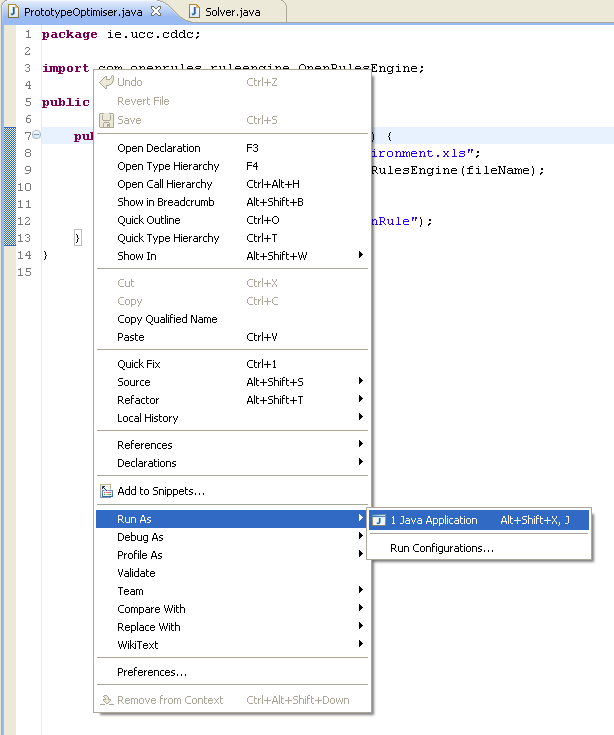 PrototypeOptimiser.java Solver.java
1 package ie.ucc.cddc;
2
3 import com.openrules.ruleengine.OpenRulesEngine;
4
5 public
6
7 pu ) {
8 ironment.xls";
9 RulesEngine(fileName);
10
11
12 nRule");
13 }
14 }
15
Undo Ctrl+Z
Revert File
Save Ctrl+S
Open Declaration F3
Open Type Hierarchy F4
Open Call Hierarchy Ctrl+Alt+H
Show in Breadcrumb Alt+Shift+B
Quick Outline Ctrl+O
Quick Type Hierarchy Ctrl+T
Show In Alt+Shift+W
Cut Ctrl+X
Copy Ctrl+C
Copy Qualified Name
Paste Ctrl+V
Quick Fix Ctrl+1
Source Alt+Shift+S
Refactor Alt+Shift+T
Local History
References
Declarations
Add to Snippets...
Run As
1 Java Application Alt+Shift+X, J
Run Configurations...
Debug As
Profile As
Validate
Team
Compare With
Replace With
WikiText
Preferences...
Remove from Context Ctrl+Alt+Shift+Down